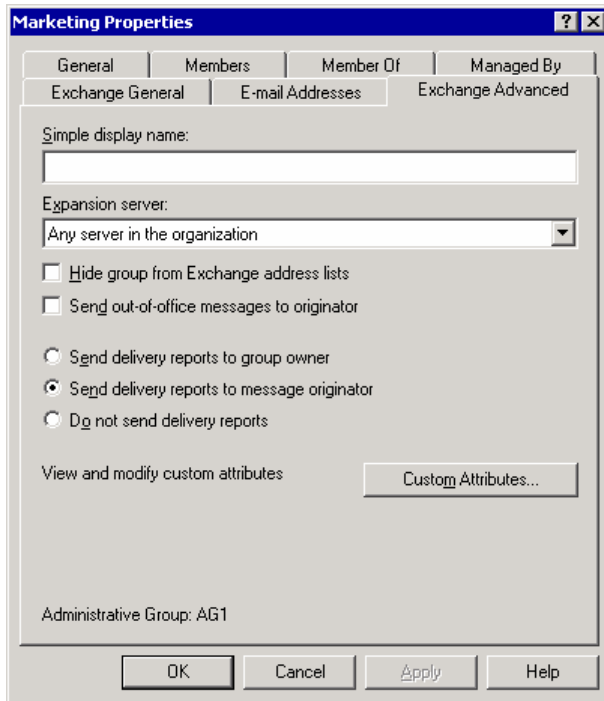 Marketing Properties
General Members Member Of Managed By
Exchange General E-mail Addresses Exchange Advanced
Simple display name:
Expansion server:
Any server in the organization
Hide group from Exchange address lists
Send out-of-office messages to originator
Send delivery reports to group owner
Send delivery reports to message originator
Do not send delivery reports
View and modify custom attributes Custom Attributes...
Administrative Group: AG1
OK Cancel Apply Help